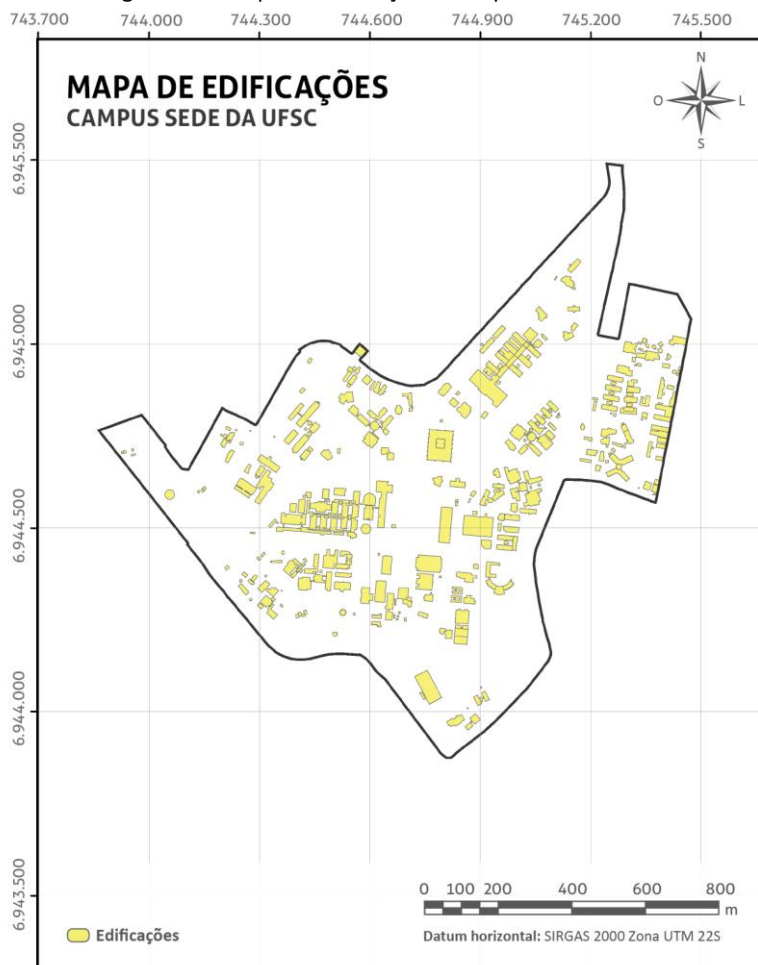 743.700 744.000 744.300 744.600 744.900 745.200 745.500
MAPA DE EDIFICAÇÕES
CAMPUS SEDE DA UFSC
N
O L
S
6.945.500
6.945.000
6.944.500
6.944.000
6.943.500
0 100 200 400 600 800
m
Edificações
Datum horizontal: SIRGAS 2000 Zona UTM 22S